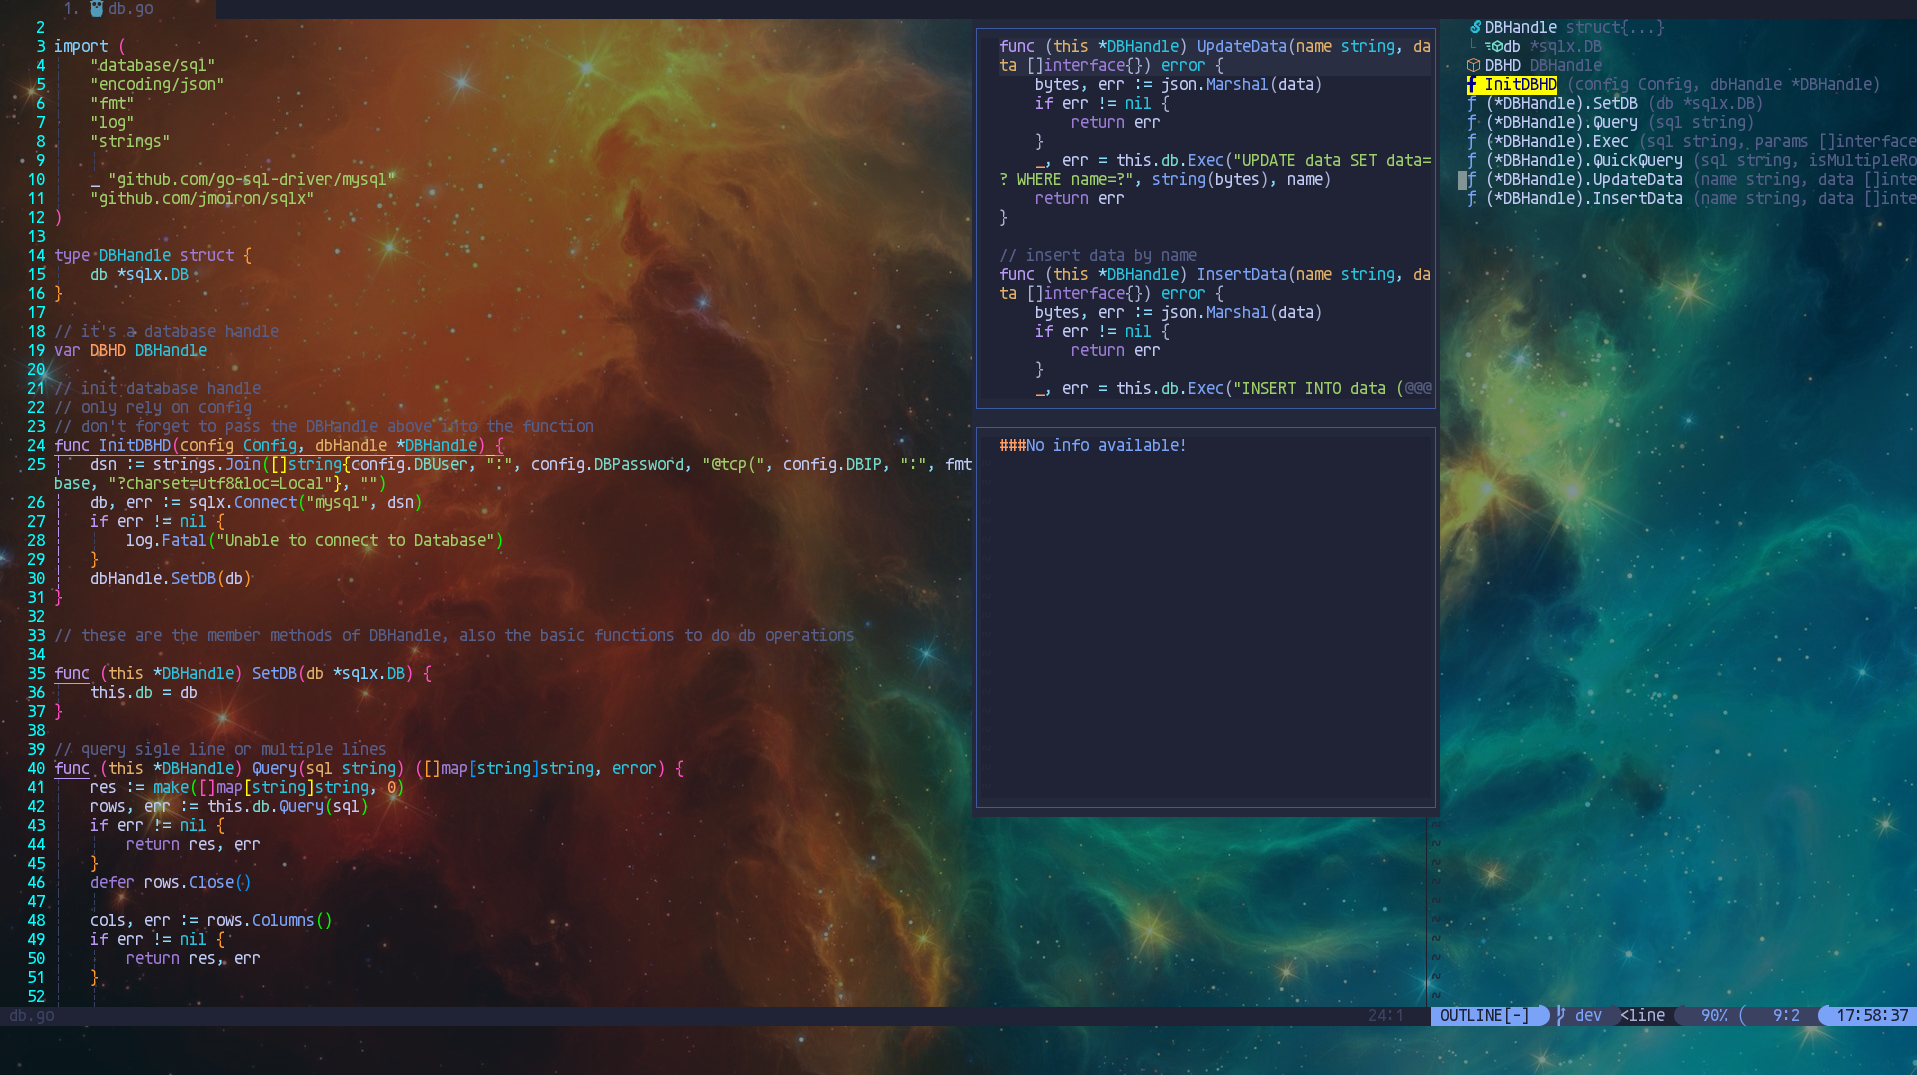 1. db.go
2
3 import (
4     "database/sql"
5     "encoding/json"
6     "fmt"
7     "log"
8     "strings"
9
10     _ "github.com/go-sql-driver/mysql"
11     "github.com/jmoiron/sqlx"
12 )
13
14 type DBHandle struct {
15     db *sqlx.DB
16 }
17
18 // it's a database handle
19 var DBHD DBHandle
20
21 // init database handle
22 // only rely on config
23 // don't forget to pass the DBHandle above into the function
24 func InitDBHD(config Config, dbHandle *DBHandle) {
25     dsn := strings.Join([]string{config.DBUser, ":", config.DBPassword, "@tcp(", config.DBIP, ":", fmt
base, "?charset=utf8&loc=Local"}, "")
26     db, err := sqlx.Connect("mysql", dsn)
27     if err != nil {
28         log.Fatal("Unable to connect to Database")
29     }
30     dbHandle.SetDB(db)
31 }
32
33 // these are the member methods of DBHandle, also the basic functions to do db operations
34
35 func (this *DBHandle) SetDB(db *sqlx.DB) {
36     this.db = db
37 }
38
39 // query sigle line or multiple lines
40 func (this *DBHandle) Query(sql string) ([]map[string]string, error) {
41     res := make([]map[string]string, 0)
42     rows, err := this.db.Query(sql)
43     if err != nil {
44         return res, err
45     }
46     defer rows.Close()
47
48     cols, err := rows.Columns()
49     if err != nil {
50         return res, err
51     }
52
func (this *DBHandle) UpdateData(name string, da
ta []interface{}) error {
    bytes, err := json.Marshal(data)
    if err != nil {
        return err
    }
    _, err = this.db.Exec("UPDATE data SET data=
? WHERE name=?", string(bytes), name)
    return err
}

// insert data by name
func (this *DBHandle) InsertData(name string, da
ta []interface{}) error {
    bytes, err := json.Marshal(data)
    if err != nil {
        return err
    }
    _, err = this.db.Exec("INSERT INTO data (@@@
###No info available!
DBHandle struct{...}
└ db *sqlx.DB
DBHD DBHandle
ƒ InitDBHD (config Config, dbHandle *DBHandle)
ƒ (*DBHandle).SetDB (db *sqlx.DB)
ƒ (*DBHandle).Query (sql string)
ƒ (*DBHandle).Exec (sql string, params []interface
ƒ (*DBHandle).QuickQuery (sql string, isMultipleRo
ƒ (*DBHandle).UpdateData (name string, data []inte
ƒ (*DBHandle).InsertData (name string, data []inte
db.go 24:1 OUTLINE[-] dev <line 90% 9:2 17:58:37